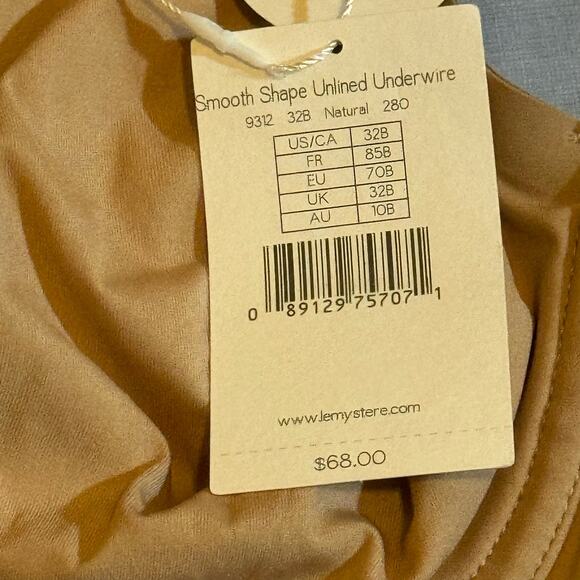 Smooth Shape Unlined Underwire
9312 32B Natural 280
US/CA 32B
FR 85B
EU 70B
UK 32B
AU 10B
0 89129 75707 1
www.lemystere.com
$68.00